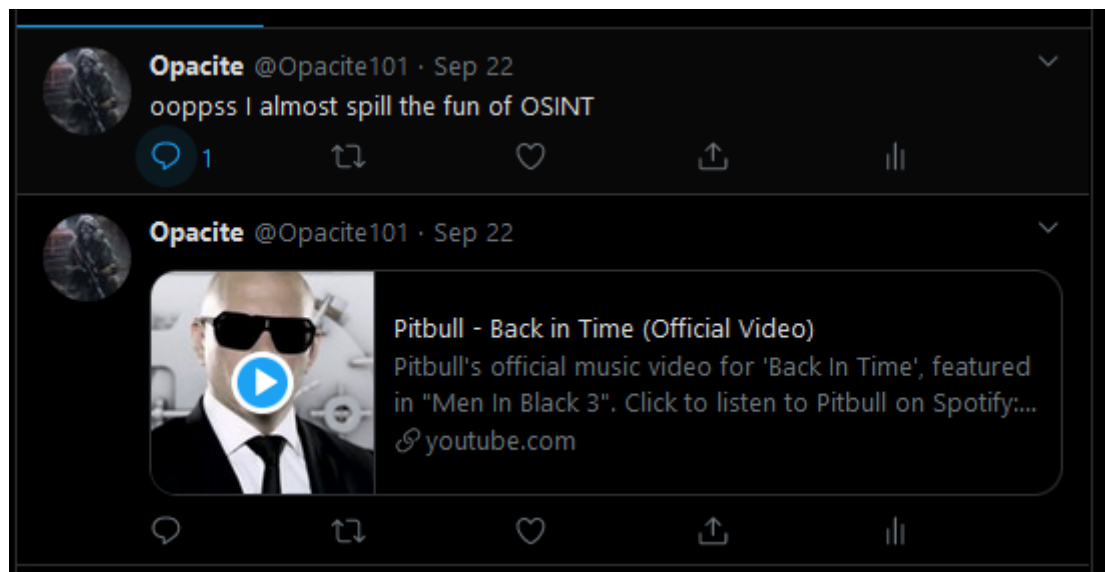 Opacite @Opacite101 · Sep 22
ooppss I almost spill the fun of OSINT
1
Opacite @Opacite101 · Sep 22
Pitbull - Back in Time (Official Video)
Pitbull's official music video for 'Back In Time', featured
in "Men In Black 3". Click to listen to Pitbull on Spotify:...
youtube.com